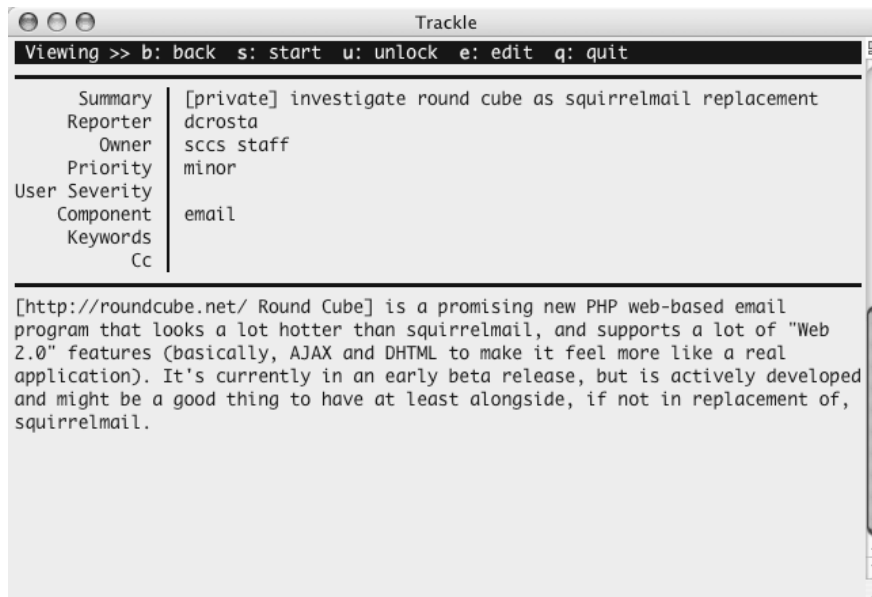 Trackle
Viewing >> b: back s: start u: unlock e: edit q: quit
Summary [private] investigate round cube as squirrelmail replacement
Reporter dcrosta
Owner sccs staff
Priority minor
User Severity
Component email
Keywords
Cc
[http://roundcube.net/ Round Cube] is a promising new PHP web-based email
program that looks a lot hotter than squirrelmail, and supports a lot of "Web
2.0" features (basically, AJAX and DHTML to make it feel more like a real
application). It's currently in an early beta release, but is actively developed
and might be a good thing to have at least alongside, if not in replacement of,
squirrelmail.